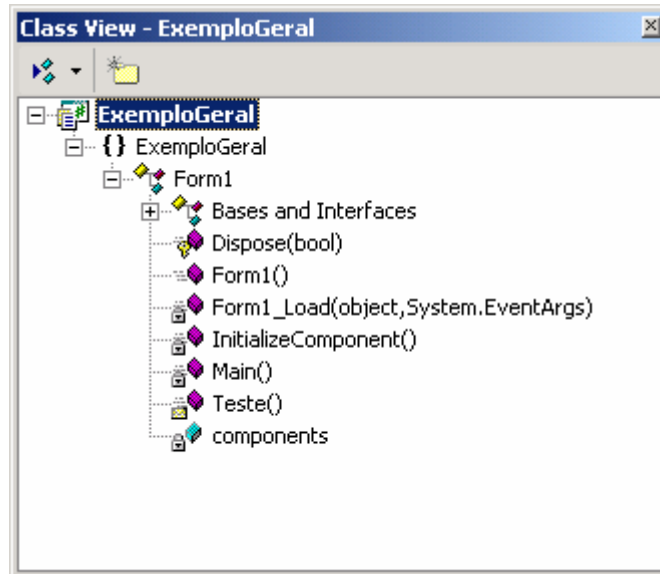 Class View - ExemploGeral
ExemploGeral
{} ExemploGeral
Form1
Bases and Interfaces
Dispose(bool)
Form1()
Form1_Load(object,System.EventArgs)
InitializeComponent()
Main()
Teste()
components